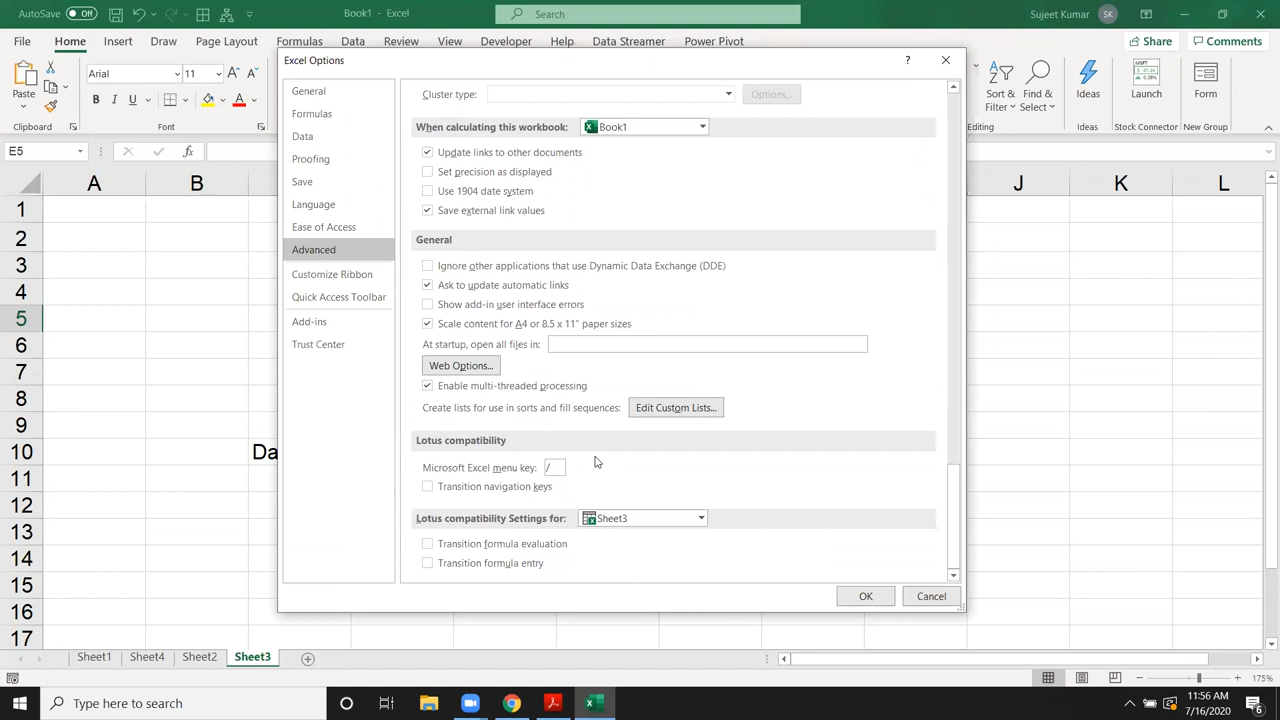 AutoSave Off Book1 - Excel Search Sujeet Kumar SK
File Home Insert Draw Page Layout Formulas Data Review View Developer Help Data Streamer Power Pivot Share Comments
Excel Options ?
Paste Arial 11 A A
B I U A
Clipboard Font
Sort & Filter Find & Select Ideas Launch Form
Editing Ideas Stock Connector New Group
E5 fx
A B J K L
1
2
3
4
5
6
7
8
9
10 Da
11
12
13
14
15
16
17
General
Formulas
Data
Proofing
Save
Language
Ease of Access
Advanced
Customize Ribbon
Quick Access Toolbar
Add-ins
Trust Center
Cluster type: Options...
When calculating this workbook: Book1
Update links to other documents
Set precision as displayed
Use 1904 date system
Save external link values
General
Ignore other applications that use Dynamic Data Exchange (DDE)
Ask to update automatic links
Show add-in user interface errors
Scale content for A4 or 8.5 x 11" paper sizes
At startup, open all files in:
Web Options...
Enable multi-threaded processing
Create lists for use in sorts and fill sequences: Edit Custom Lists...
Lotus compatibility
Microsoft Excel menu key: /
Transition navigation keys
Lotus compatibility Settings for: Sheet3
Transition formula evaluation
Transition formula entry
OK Cancel
Sheet1 Sheet4 Sheet2 Sheet3
175%
Type here to search
11:56 AM
7/16/2020
6